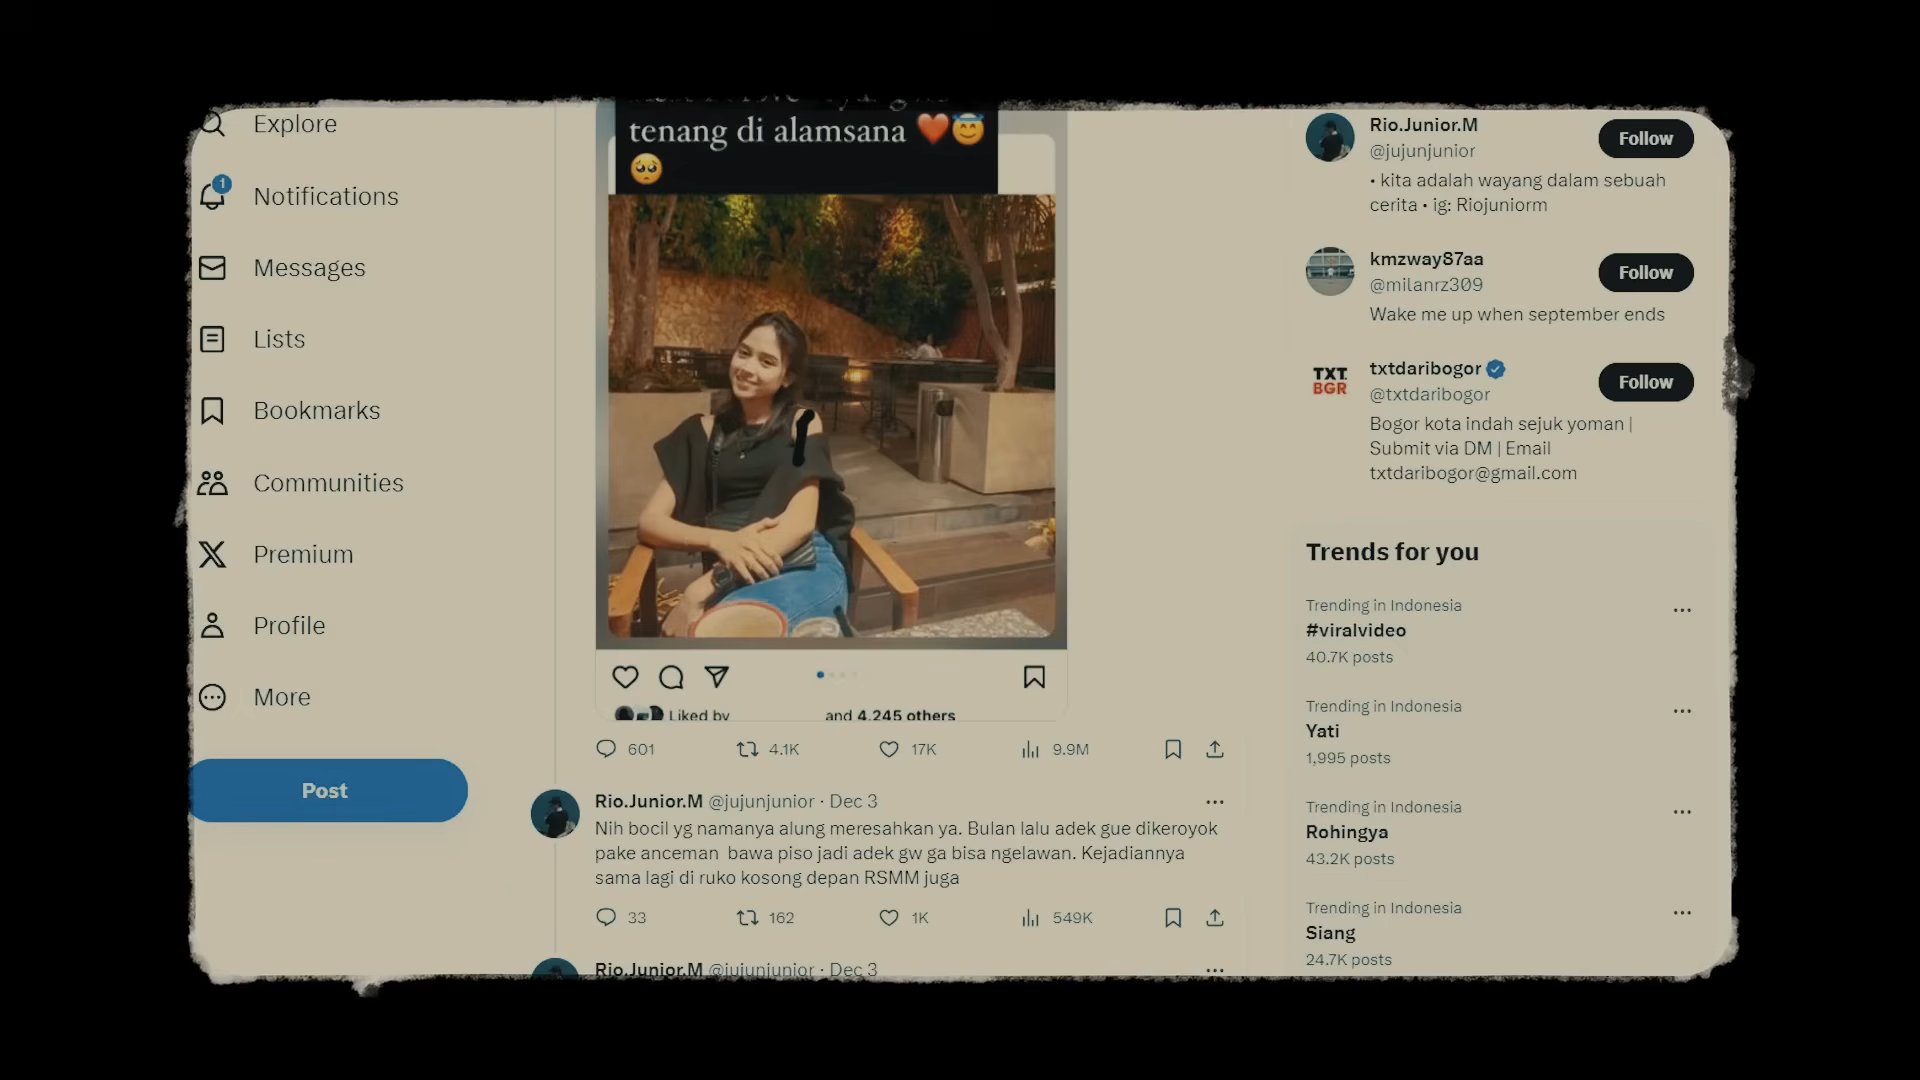 Explore
1
Notifications
Messages
Lists
Bookmarks
Communities
Premium
Profile
More
Post
tenang di alamsana ❤️😇
🥺
Liked by
and 4.245 others
601
4.1K
17K
9.9M
Rio.Junior.M @jujunjunior · Dec 3
Nih bocil yg namanya alung meresahkan ya. Bulan lalu adek gue dikeroyok
pake anceman bawa piso jadi adek gw ga bisa ngelawan. Kejadiannya
sama lagi di ruko kosong depan RSMM juga
33
162
1K
549K
Rio.Junior.M @jujunjunior · Dec 3
Rio.Junior.M
@jujunjunior
Follow
• kita adalah wayang dalam sebuah
cerita • ig: Riojuniorm
kmzway87aa
@milanrz309
Follow
Wake me up when september ends
TXT
BGR
txtdaribogor
@txtdaribogor
Follow
Bogor kota indah sejuk yoman |
Submit via DM | Email
txtdaribogor@gmail.com
Trends for you
Trending in Indonesia
#viralvideo
40.7K posts
Trending in Indonesia
Yati
1,995 posts
Trending in Indonesia
Rohingya
43.2K posts
Trending in Indonesia
Siang
24.7K posts